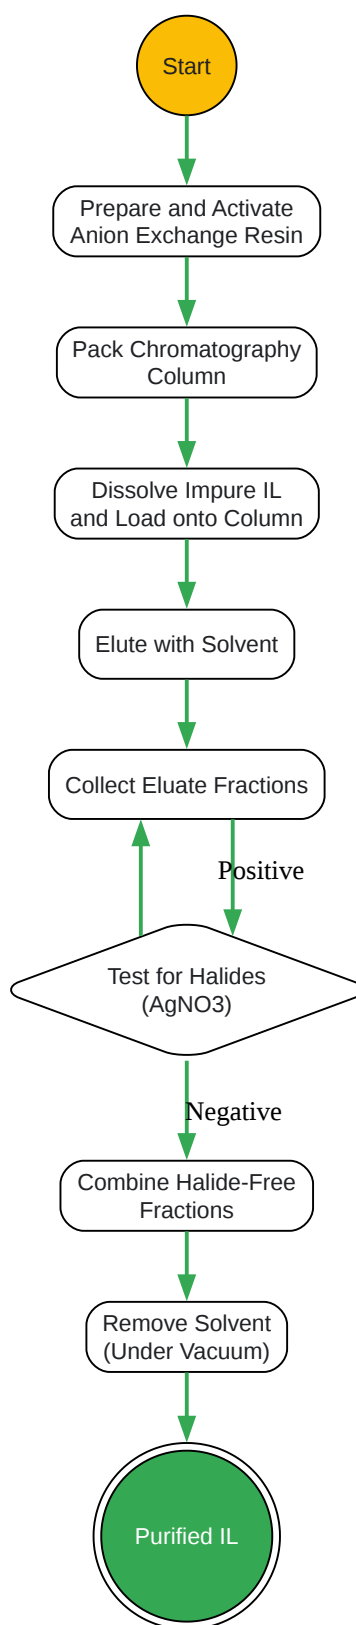 Start
Prepare and Activate
Anion Exchange Resin
Pack Chromatography
Column
Dissolve Impure IL
and Load onto Column
Elute with Solvent
Collect Eluate Fractions
Positive
Test for Halides
(AgNO3)
Negative
Combine Halide-Free
Fractions
Remove Solvent
(Under Vacuum)
Purified IL